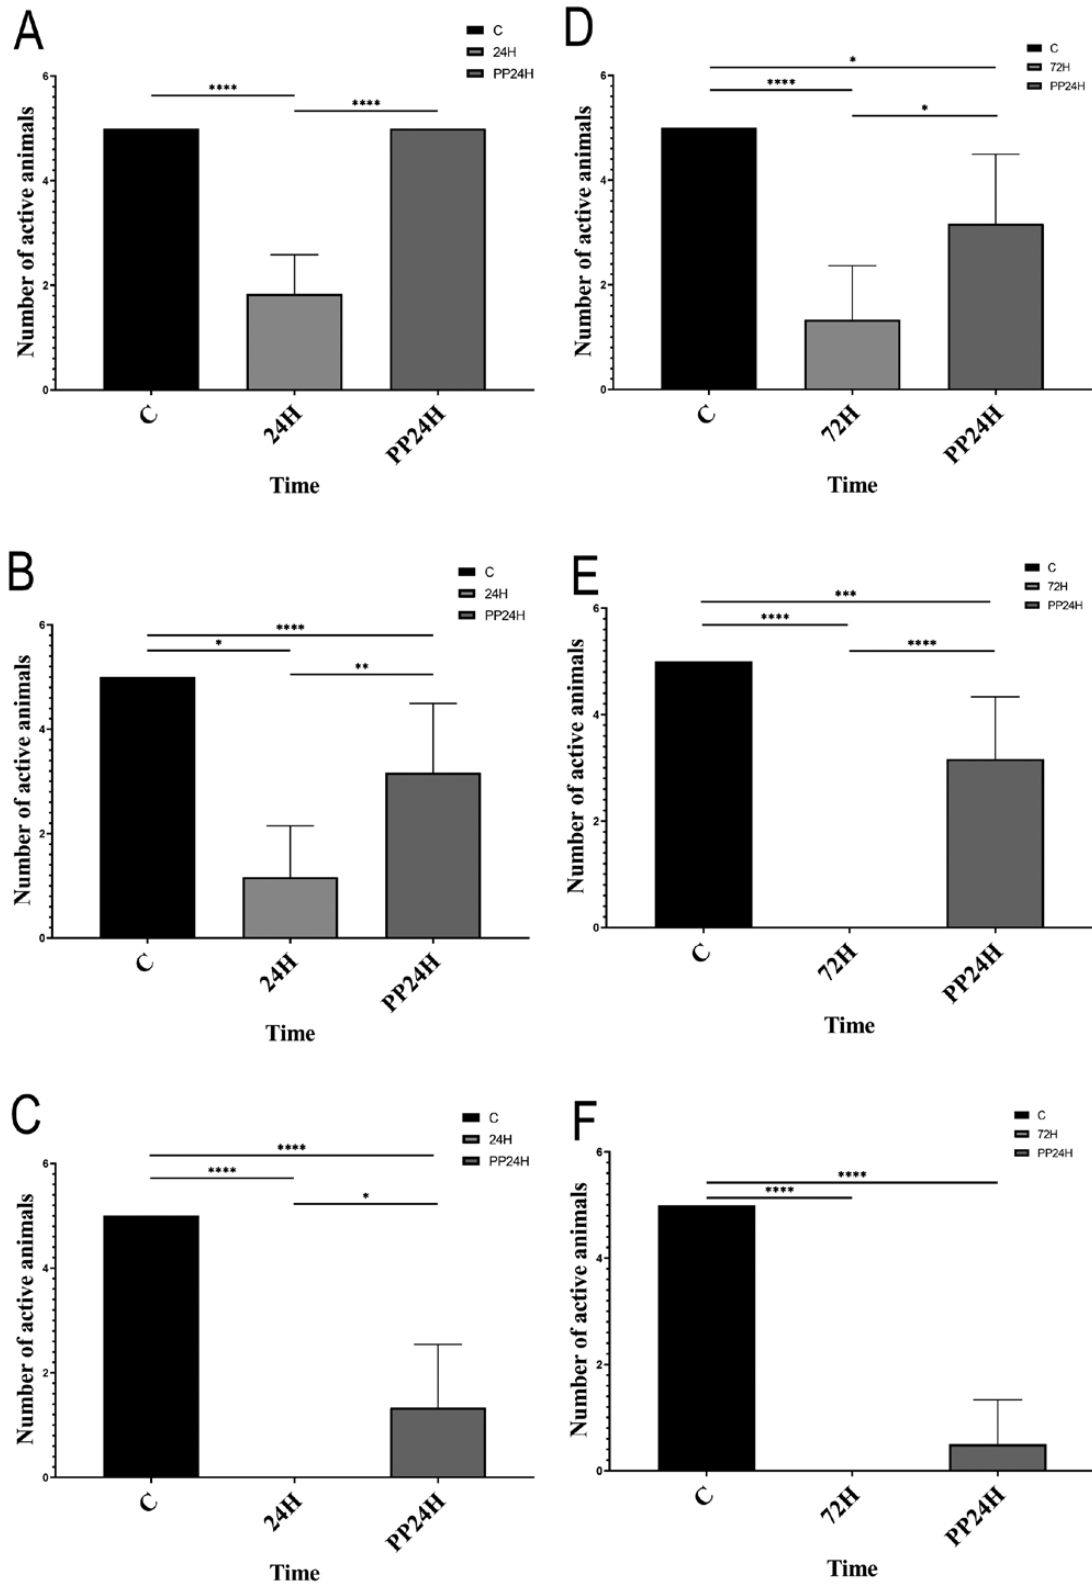 A
C
24H
PP24H
****
****
Number of active animals
6
4
2
0
C
24H
PP24H
Time
D
C
72H
PP24H
*
****
*
Number of active animals
6
4
2
0
C
72H
PP24H
Time
B
C
24H
PP24H
****
*
**
Number of active animals
6
4
2
0
C
24H
PP24H
Time
E
C
72H
PP24H
***
****
****
Number of active animals
6
4
2
0
C
72H
PP24H
Time
C
C
24H
PP24H
****
****
*
Number of active animals
6
4
2
0
C
24H
PP24H
Time
F
C
72H
PP24H
****
****
Number of active animals
6
4
2
0
C
72H
PP24H
Time